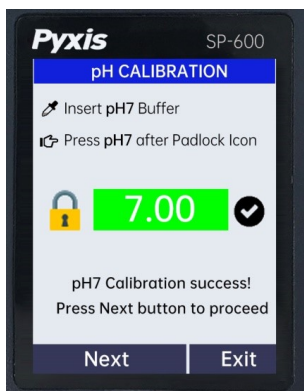 Pyxis SP-600
pH CALIBRATION
Insert pH7 Buffer
Press pH7 after Padlock Icon
7.00
pH7 Calibration success!
Press Next button to proceed
Next Exit